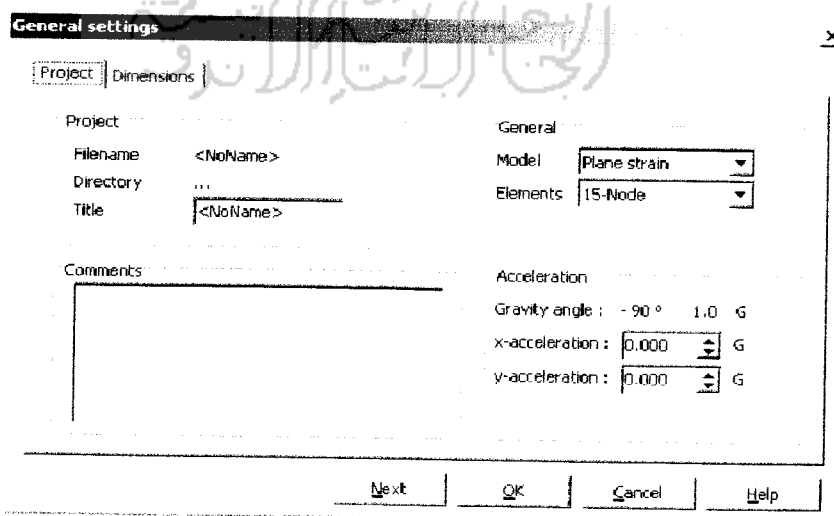 General settings
Project Dimensions
Project
Filename <NoName>
Directory ...
Title <NoName>
General
Model Plane strain
Elements 15-Node
Comments
Acceleration
Gravity angle : - 90 ° 1.0 G
x-acceleration : 0.000 G
y-acceleration : 0.000 G
Next OK Cancel Help